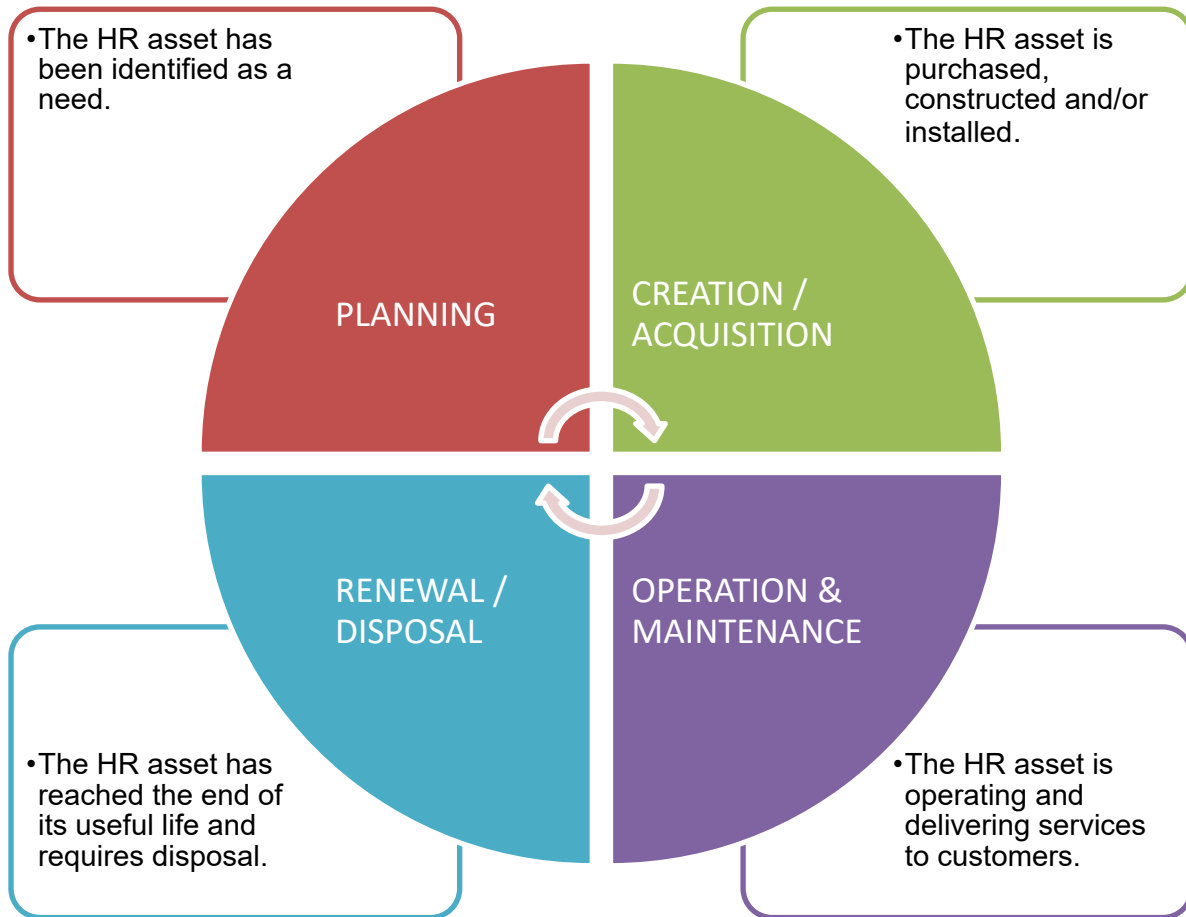 •The HR asset has
been identified as a
need.
•The HR asset is
purchased,
constructed and/or
installed.
PLANNING
CREATION /
ACQUISITION
RENEWAL /
DISPOSAL
OPERATION &
MAINTENANCE
•The HR asset has
reached the end of
its useful life and
requires disposal.
•The HR asset is
operating and
delivering services
to customers.